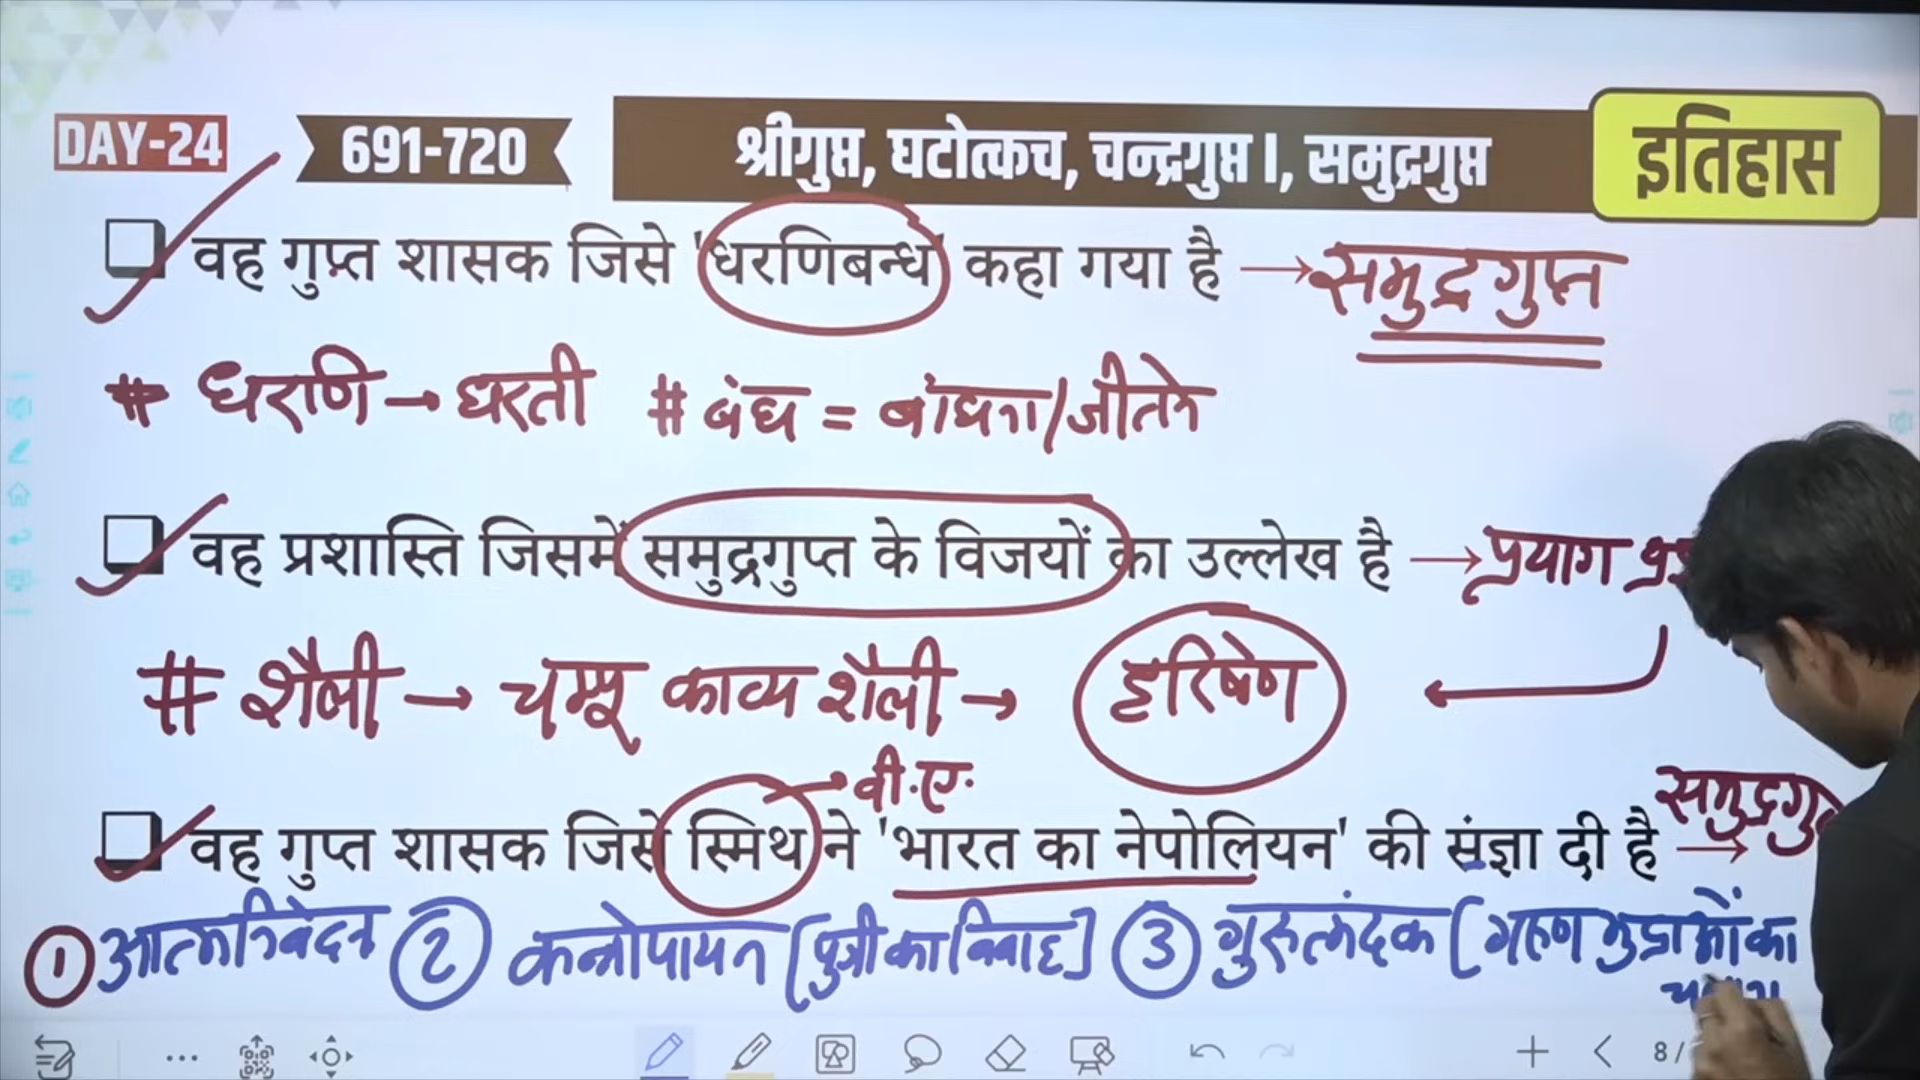 DAY-24 691-720 श्रीगुप्त, घटोत्कच, चन्द्रगुप्त I, समुद्रगुप्त इतिहास
वह गुप्त शासक जिसे 'धरणिबन्ध' कहा गया है → समुद्रगुप्त
# धरणि → धरती # बंध = बांधना/जीतने
वह प्रशास्ति जिसमें समुद्रगुप्त के विजयों का उल्लेख है → प्रयाग
# शैली → चम्पू काव्य शैली → हरिषेण
वी.ए.
वह गुप्त शासक जिसे स्मिथ ने 'भारत का नेपोलियन' की संज्ञा दी है →
① आत्मनिवेदन ② कन्नोपायन [पुत्री का विवाह] ③ [गरुण मुद्राओं का
8/